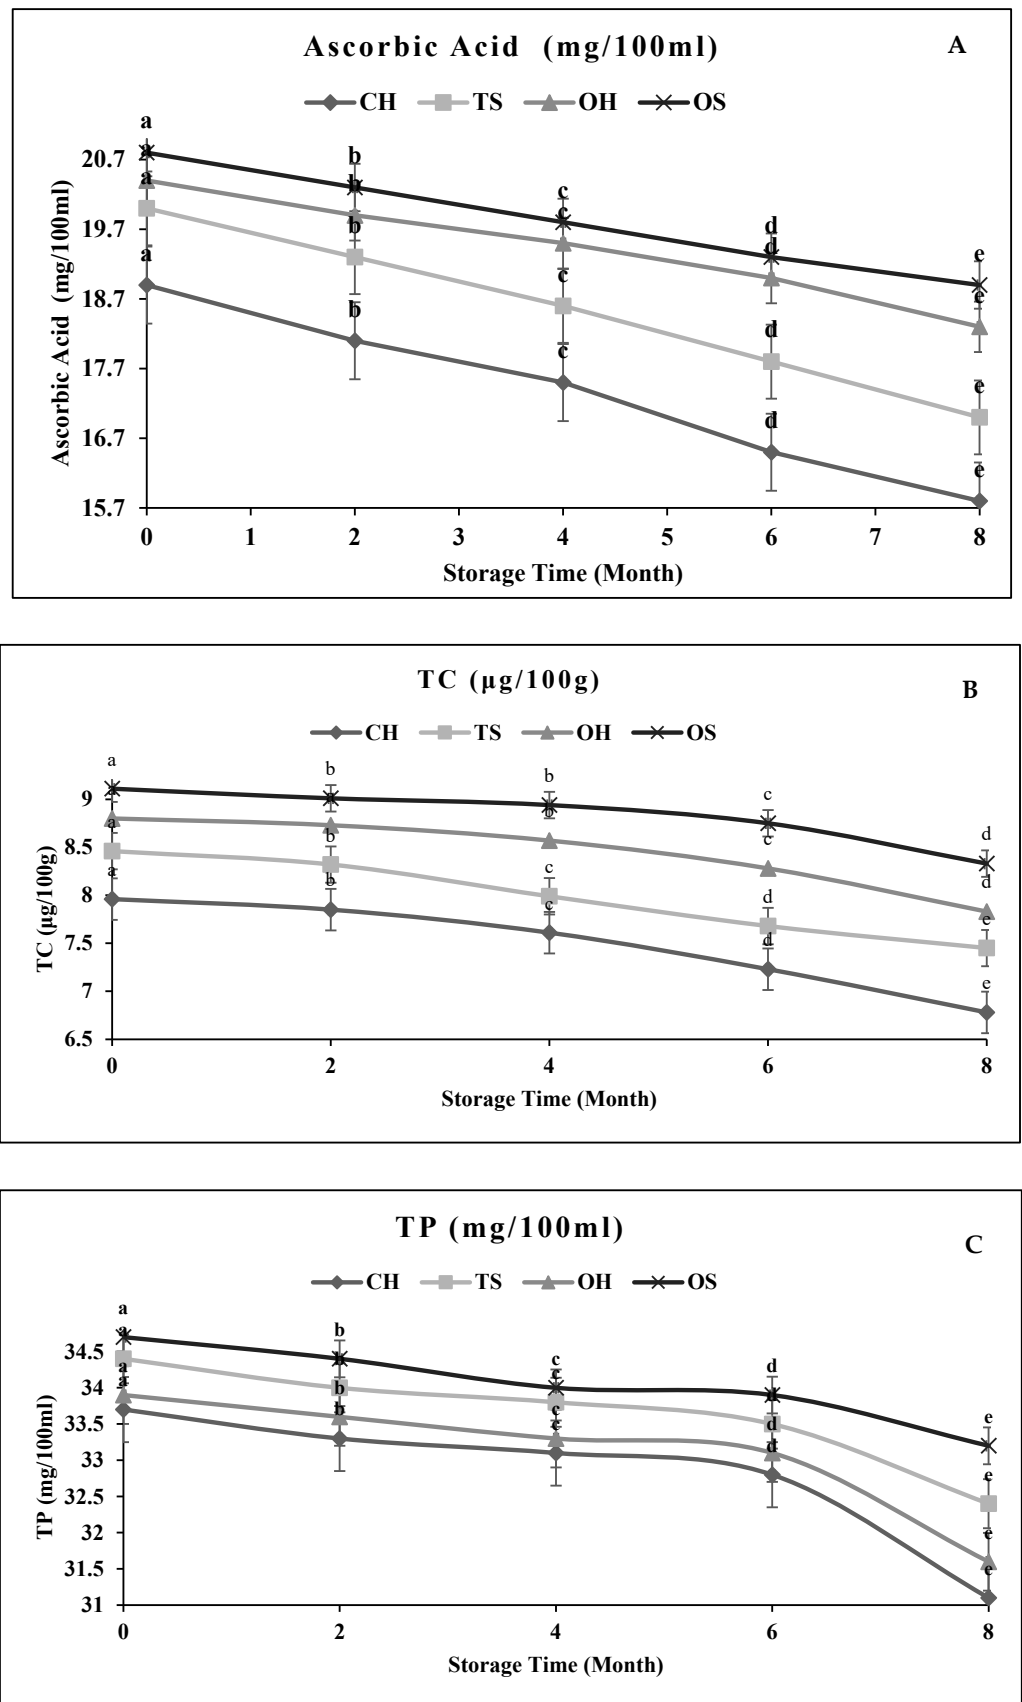 Ascorbic Acid (mg/100ml)
A
CH TS OH OS
a
a
a
a
b
b
b
b
c
c
c
c
d
d
d
d
e
e
e
e
20.7
19.7
18.7
17.7
16.7
15.7
Ascorbic Acid (mg/100ml)
0 1 2 3 4 5 6 7 8
Storage Time (Month)
TC (µg/100g)
B
CH TS OH OS
a
a
a
a
b
b
b
b
b
c
c
c
c
d
d
d
d
e
e
9
8.5
8
7.5
7
6.5
TC (µg/100g)
0 2 4 6 8
Storage Time (Month)
TP (mg/100ml)
C
CH TS OH OS
a
a
a
a
b
b
b
b
c
c
c
c
d
d
d
d
e
e
e
e
34.5
34
33.5
33
32.5
32
31.5
31
TP (mg/100ml)
0 2 4 6 8
Storage Time (Month)